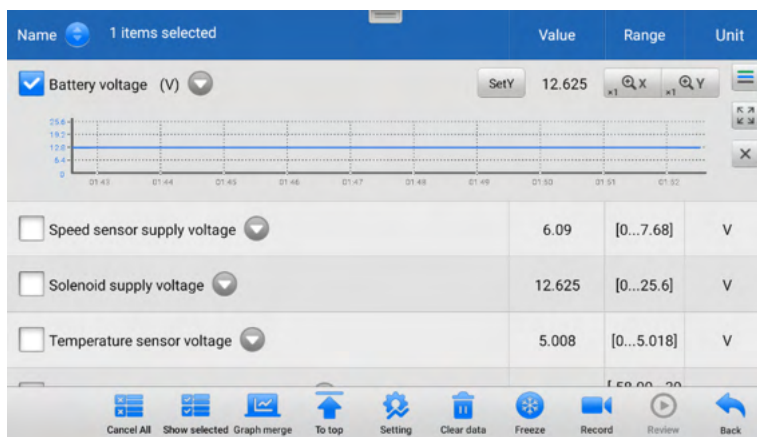 Name 1 items selected Value Range Unit
Battery voltage (V) SetY 12.625 ×1 X ×1 Y
25.6
19.2
12.8
6.4
0
01:43 01:44 01:45 01:46 01:47 01:48 01:49 01:50 01:51 01:52
Speed sensor supply voltage 6.09 [0...7.68] V
Solenoid supply voltage 12.625 [0...25.6] V
Temperature sensor voltage 5.008 [0...5.018] V
Cancel All Show selected Graph merge To top Setting Clear data Freeze Record Review Back